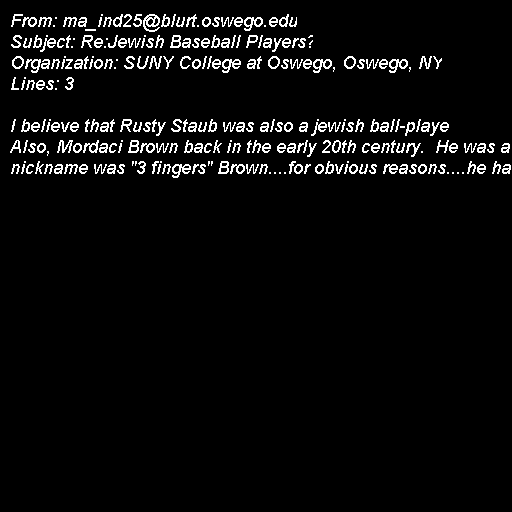 From: ma_ind25@blurt.oswego.edu
Subject: Re:Jewish Baseball Players?
Organization: SUNY College at Oswego, Oswego, NY
Lines: 3

I believe that Rusty Staub was also a jewish ball-playe
Also, Mordaci Brown back in the early 20th century.  He was a
nickname was "3 fingers" Brown....for obvious reasons....he ha